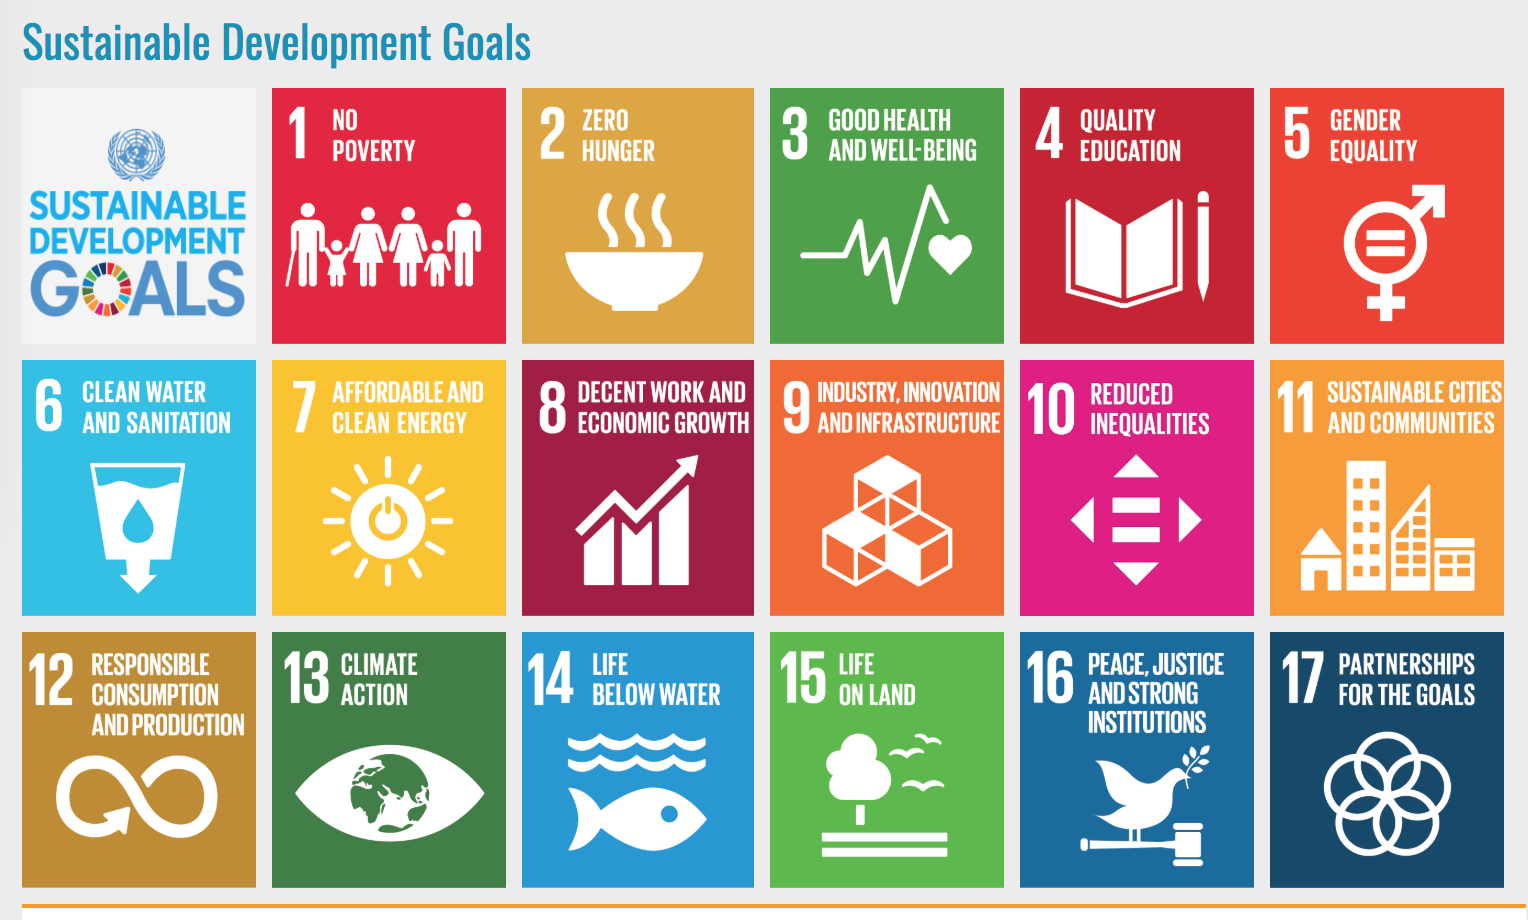 Sustainable Development Goals
SUSTAINABLE
DEVELOPMENT
GOALS
1 NO
POVERTY
2 ZERO
HUNGER
3 GOOD HEALTH
AND WELL-BEING
4 QUALITY
EDUCATION
5 GENDER
EQUALITY
6 CLEAN WATER
AND SANITATION
7 AFFORDABLE AND
CLEAN ENERGY
8 DECENT WORK AND
ECONOMIC GROWTH
9 INDUSTRY, INNOVATION
AND INFRASTRUCTURE
10 REDUCED
INEQUALITIES
11 SUSTAINABLE CITIES
AND COMMUNITIES
12 RESPONSIBLE
CONSUMPTION
AND PRODUCTION
13 CLIMATE
ACTION
14 LIFE
BELOW WATER
15 LIFE
ON LAND
16 PEACE, JUSTICE
AND STRONG
INSTITUTIONS
17 PARTNERSHIPS
FOR THE GOALS